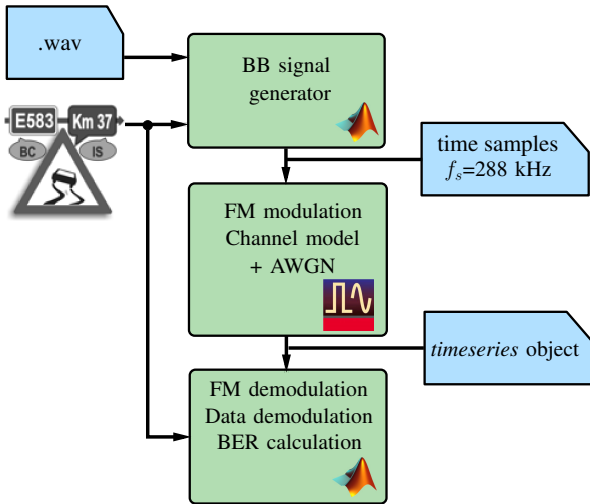 .wav
BB signal
generator
E583
Km 37
BC
IS
time samples
fs=288 kHz
FM modulation
Channel model
+ AWGN
timeseries object
FM demodulation
Data demodulation
BER calculation